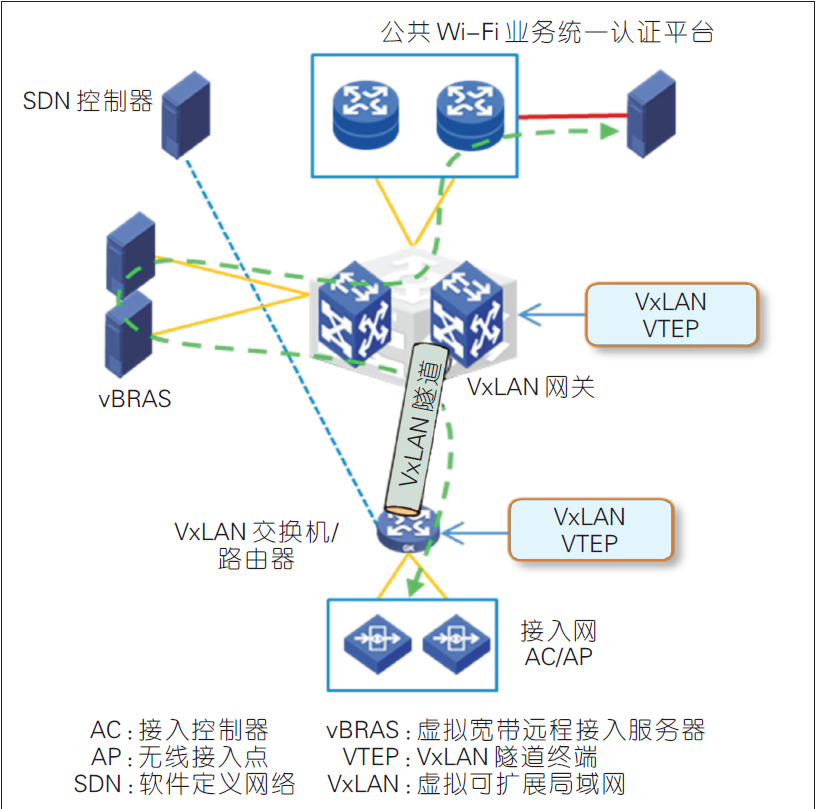 公共 Wi-Fi 业务统一认证平台
SDN 控制器
VxLAN
VTEP
vBRAS
VxLAN 网关
VxLAN 隧道
VxLAN
VTEP
VxLAN 交换机/
路由器
接入网
AC/AP
AC：接入控制器
vBRAS：虚拟宽带远程接入服务器
AP：无线接入点
VTEP：VxLAN 隧道终端
SDN：软件定义网络
VxLAN：虚拟可扩展局域网